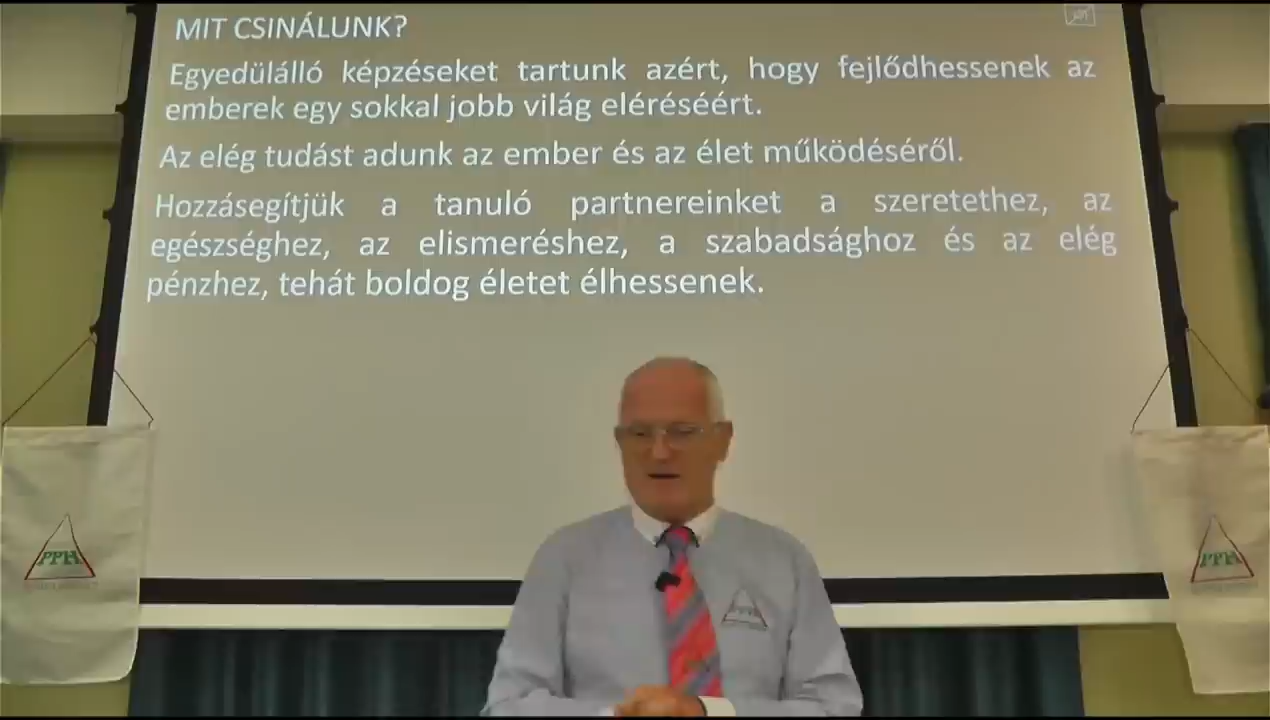 MIT CSINÁLUNK?
Egyedülálló képzéseket tartunk azért, hogy fejlődhessenek az
emberek egy sokkal jobb világ eléréséért.
Az elég tudást adunk az ember és az élet működéséről.
Hozzásegítjük a tanuló partnereinket a szeretethez, az
egészséghez, az elismeréshez, a szabadsághoz és az elég
pénzhez, tehát boldog életet élhessenek.
PPH
PPH
PPH